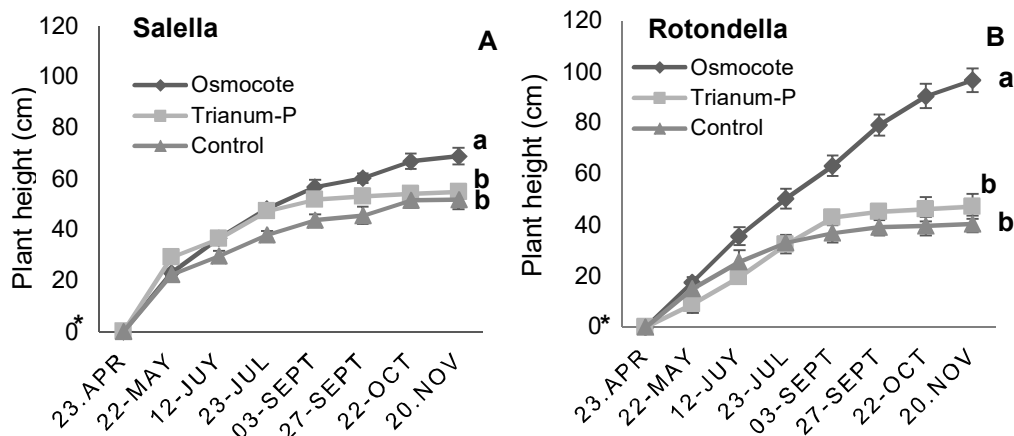 Salella
A
Plant height (cm)
120
100
80
60
40
20
0
*
Osmocote
Trianum-P
Control
a
b
b
23.APR
22-MAY
12-JUY
23-JUL
03-SEPT
27-SEPT
22-OCT
20.NOV
Rotondella
B
Plant height (cm)
120
100
80
60
40
20
0
*
Osmocote
Trianum-P
Control
a
b
b
23.APR
22-MAY
12-JUY
23-JUL
03-SEPT
27-SEPT
22-OCT
20.NOV